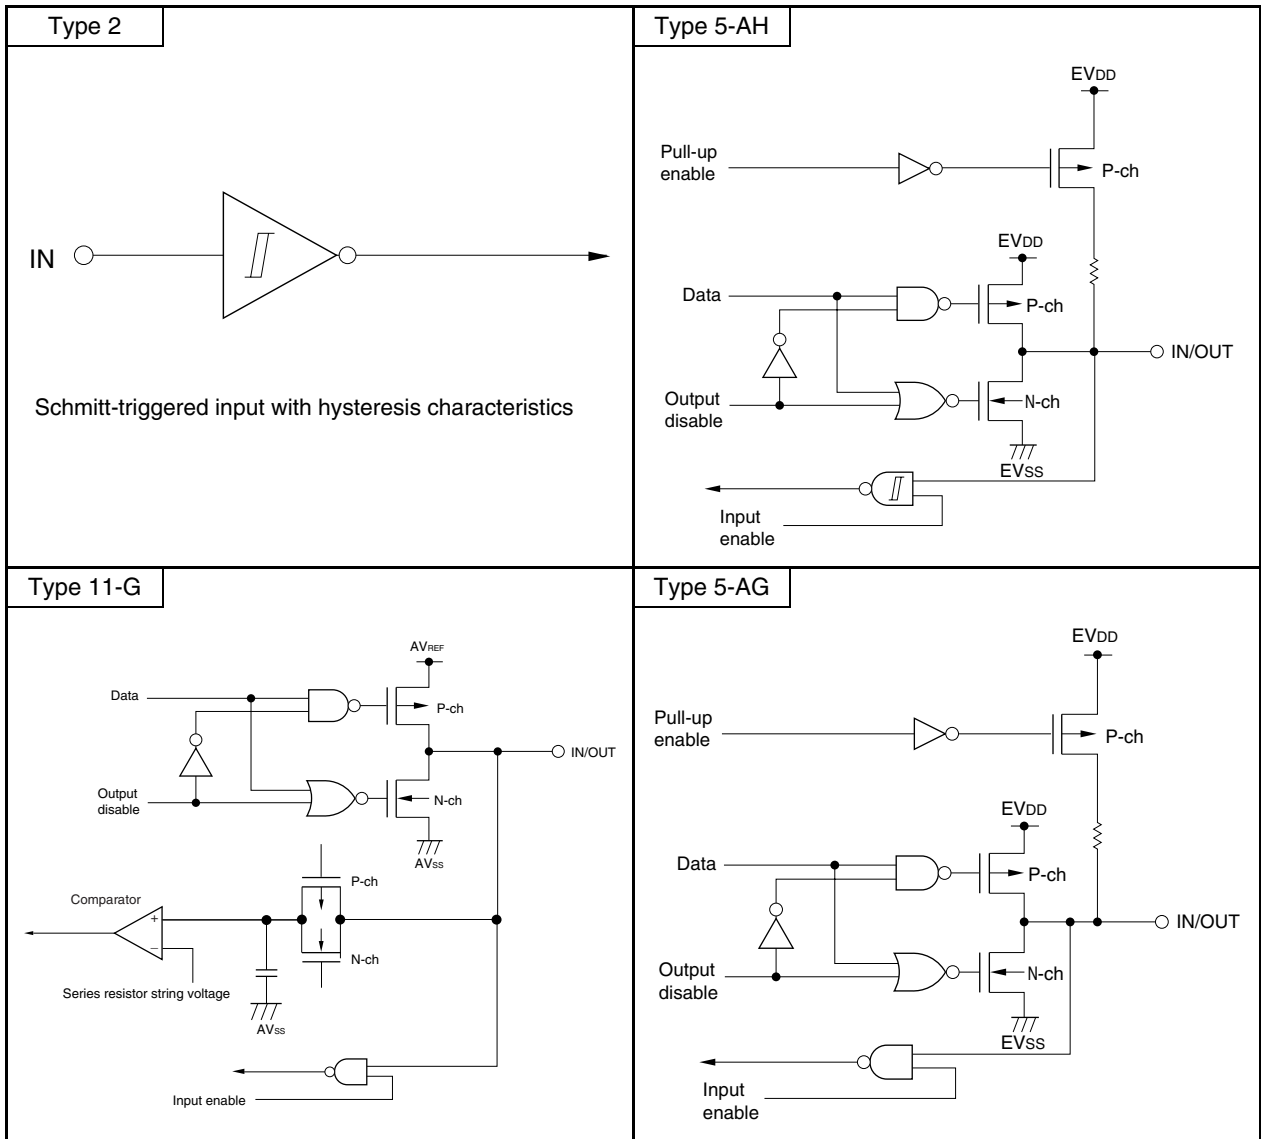 Type 2
IN
Schmitt-triggered input with hysteresis characteristics
Type 5-AH
EVDD
Pull-up
enable
P-ch
EVDD
Data
P-ch
IN/OUT
Output
disable
N-ch
EVSS
Input
enable
Type 11-G
AVREF
Data
P-ch
IN/OUT
Output
disable
N-ch
AVSS
P-ch
Comparator
+
−
N-ch
Series resistor string voltage
AVSS
Input enable
Type 5-AG
EVDD
Pull-up
enable
P-ch
EVDD
Data
P-ch
IN/OUT
Output
disable
N-ch
EVSS
Input
enable